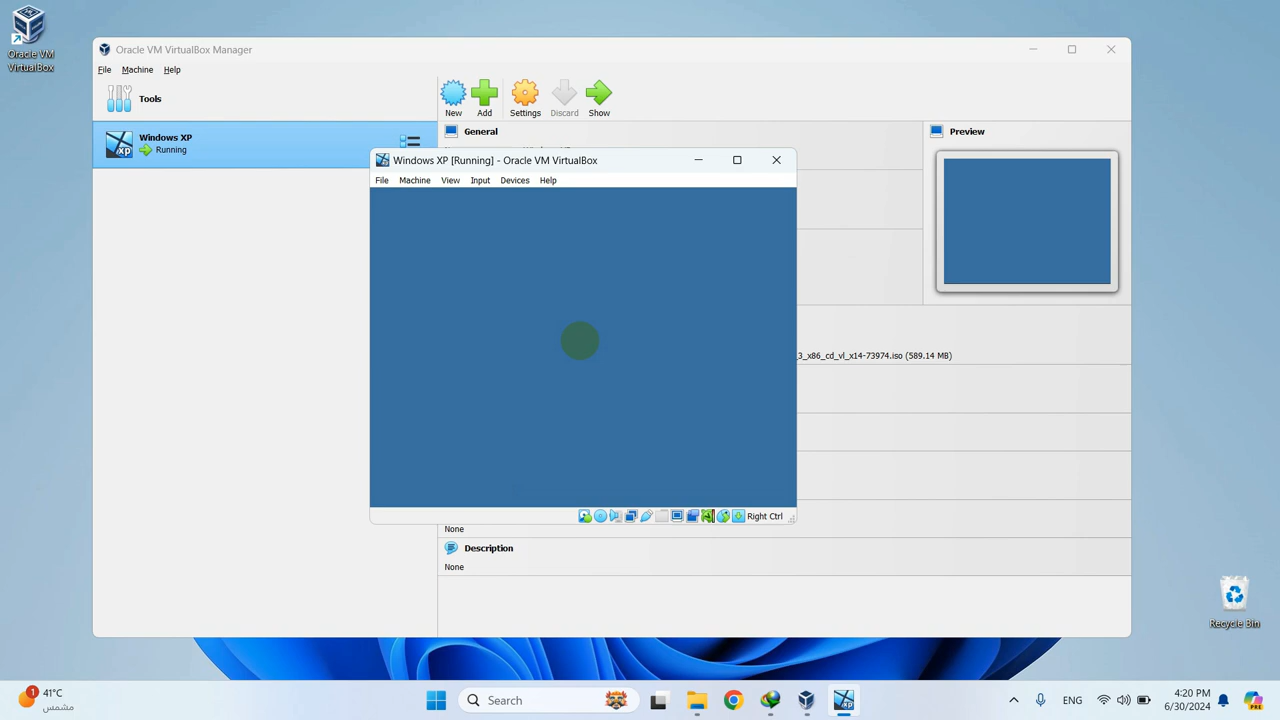 Oracle VM
VirtualBox
Oracle VM VirtualBox Manager
File Machine Help
Tools
New Add Settings Discard Show
Windows XP
Running
General
Preview
Windows XP [Running] - Oracle VM VirtualBox
File Machine View Input Devices Help
3_x86_cd_vl_x14-73974.iso (589.14 MB)
Right Ctrl
None
Description
None
Recycle Bin
1
41°C
مشمس
Search
ENG
4:20 PM
6/30/2024
PRE